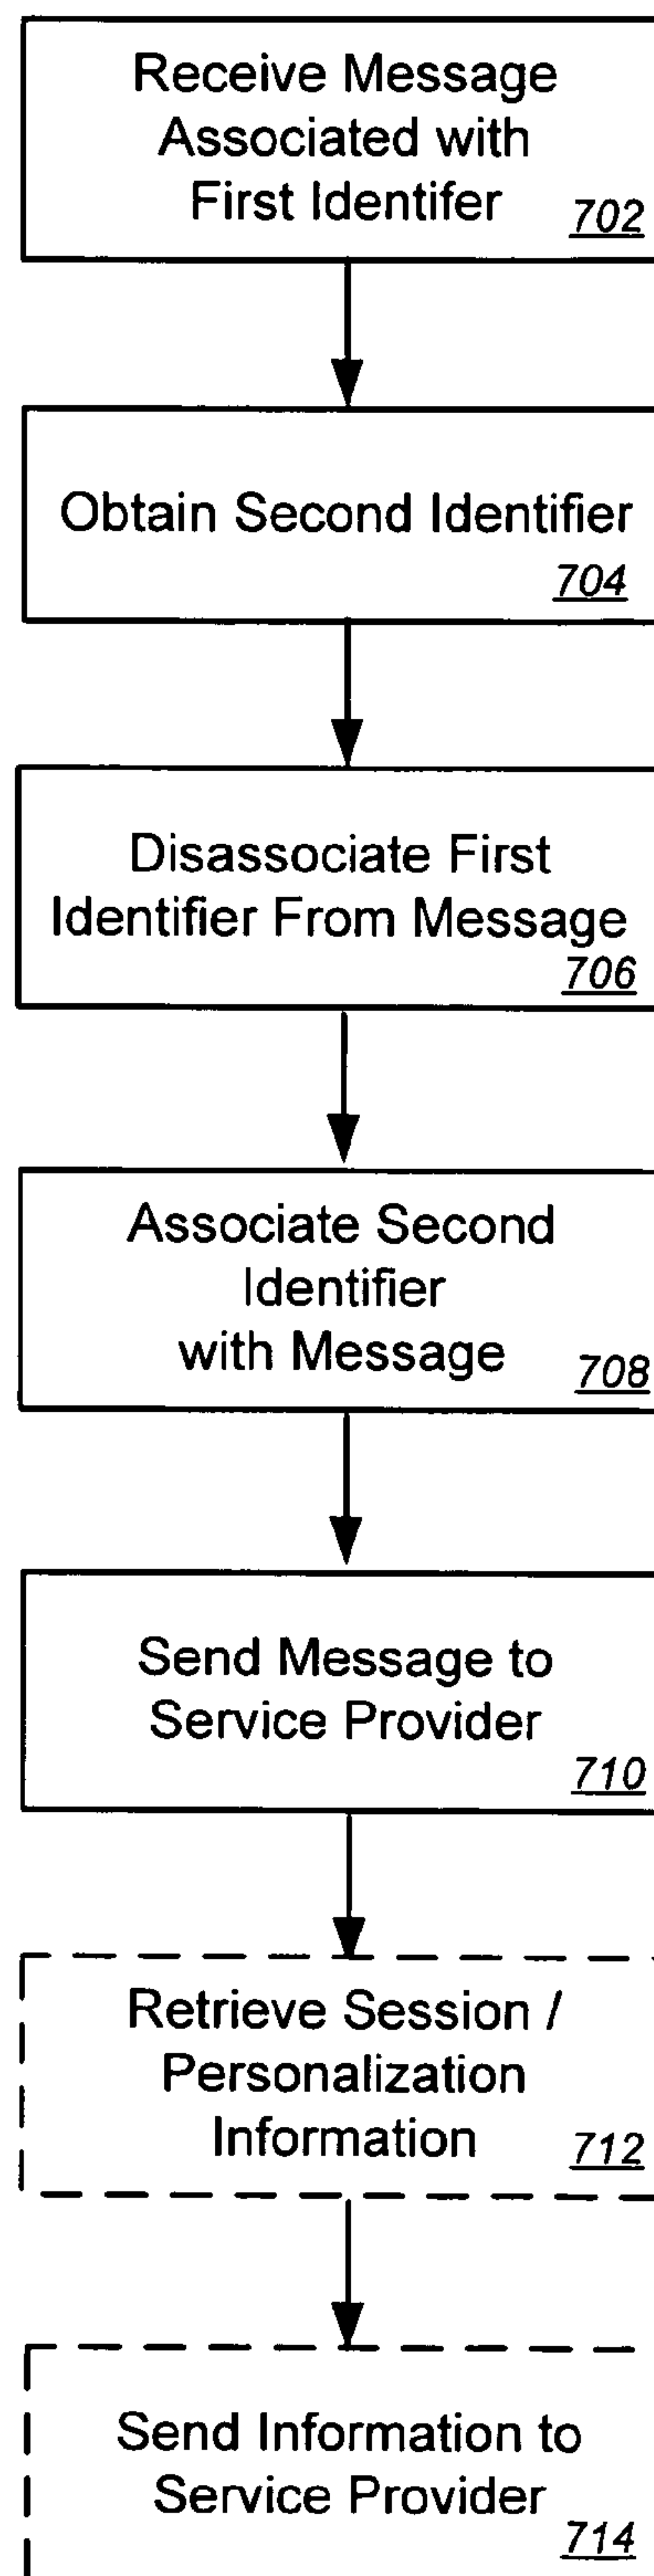 Receive Message
Associated with
First Identifer
702
Obtain Second Identifier
704
Disassociate First
Identifier From Message
706
Associate Second
Identifier
with Message
708
Send Message to
Service Provider
710
Retrieve Session /
Personalization
Information
712
Send Information to
Service Provider
714